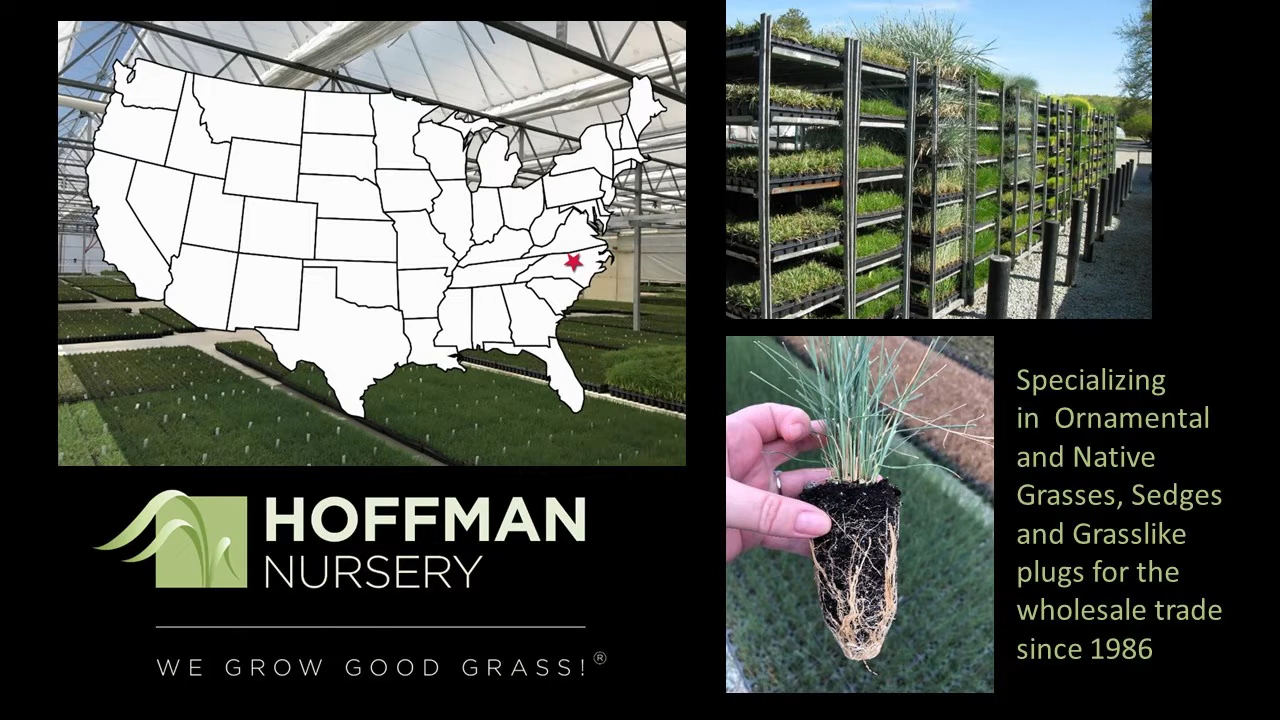 HOFFMAN
NURSERY
WE GROW GOOD GRASS!®
Specializing
in  Ornamental
and Native
Grasses, Sedges
and Grasslike
plugs for the
wholesale trade
since 1986